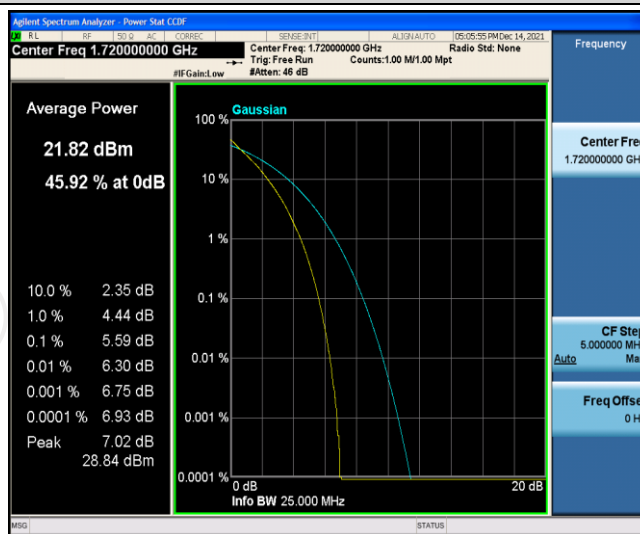 Agilent Spectrum Analyzer - Power Stat CCDF
RL RF 50 Ω AC CORREC SENSE:INT ALIGNAUTO 05:05:55 PM Dec 14, 2021
Center Freq 1.720000000 GHz
Center Freq: 1.720000000 GHz Radio Std: None
Trig: Free Run Counts:1.00 M/1.00 Mpt
#IFGain:Low #Atten: 46 dB
Frequency
Average Power
21.82 dBm
45.92 % at 0dB
10.0 % 2.35 dB
1.0 % 4.44 dB
0.1 % 5.59 dB
0.01 % 6.30 dB
0.001 % 6.75 dB
0.0001 % 6.93 dB
Peak 7.02 dB
28.84 dBm
Gaussian
100 %
10 %
1 %
0.1 %
0.01 %
0.001 %
0.0001 %
0 dB 20 dB
Info BW 25.000 MHz
Center Fre
1.720000000 GH
CF Step
5.000000 MH
Auto Ma
Freq Offse
0 H
MSG STATUS